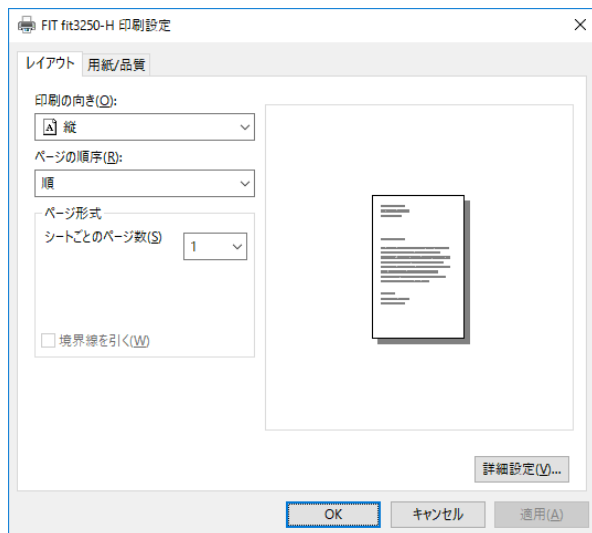 FIT fit3250-H 印刷設定
レイアウト 用紙/品質
印刷の向き(O):
縦
ページの順序(R):
順
ページ形式
シートごとのページ数(S)
1
境界線を引く(W)
詳細設定(V)...
OK キャンセル 適用(A)